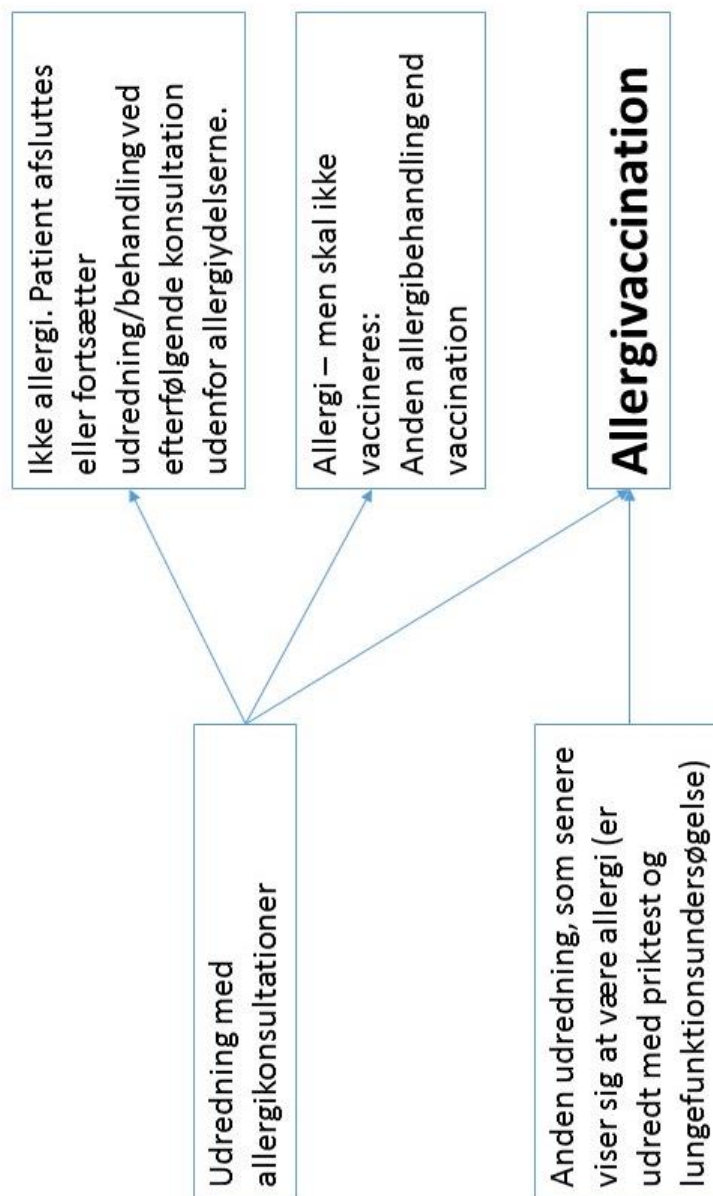 Udredning med
allergikonsultationer
Anden udredning, som senere
viser sig at være allergi (er
udredt med priktest og
lungefunktionsundersøgelse)
Ikke allergi. Patient afsluttes
eller fortsætter
udredning/behandling ved
efterfølgende konsultation
udenfor allergiydelserne.
Allergi – men skal ikke
vaccineres:
Anden allergibehandling end
vaccination
Allergivaccination